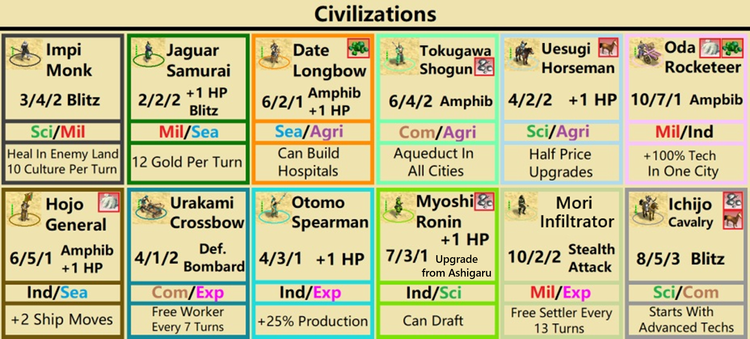 Civilizations
Impi
Monk
3/4/2 Blitz
Sci/Mil
Heal In Enemy Land
10 Culture Per Turn
Jaguar
Samurai
2/2/2 +1 HP
Blitz
Mil/Sea
12 Gold Per Turn
Date
Longbow
6/2/1 Amphib
+1 HP
Sea/Agri
Can Build
Hospitals
Tokugawa
Shogun
6/4/2 Amphib
Com/Agri
Aqueduct In
All Cities
Uesugi
Horseman
4/2/2 +1 HP
Sci/Agri
Half Price
Upgrades
Oda
Rocketeer
10/7/1 Ampbib
Mil/Ind
+100% Tech
In One City
Hojo
General
6/5/1 Amphib
+1 HP
Ind/Sea
+2 Ship Moves
Urakami
Crossbow
4/1/2 Def.
Bombard
Com/Exp
Free Worker
Every 7 Turns
Otomo
Spearman
4/3/1 +1 HP
Ind/Exp
+25% Production
Myoshi
Ronin
+1 HP
7/3/1 Upgrade
from Ashigaru
Ind/Sci
Can Draft
Mori
Infiltrator
10/2/2 Stealth
Attack
Mil/Exp
Free Settler Every
13 Turns
Ichijo
Cavalry
8/5/3 Blitz
Sci/Com
Starts With
Advanced Techs